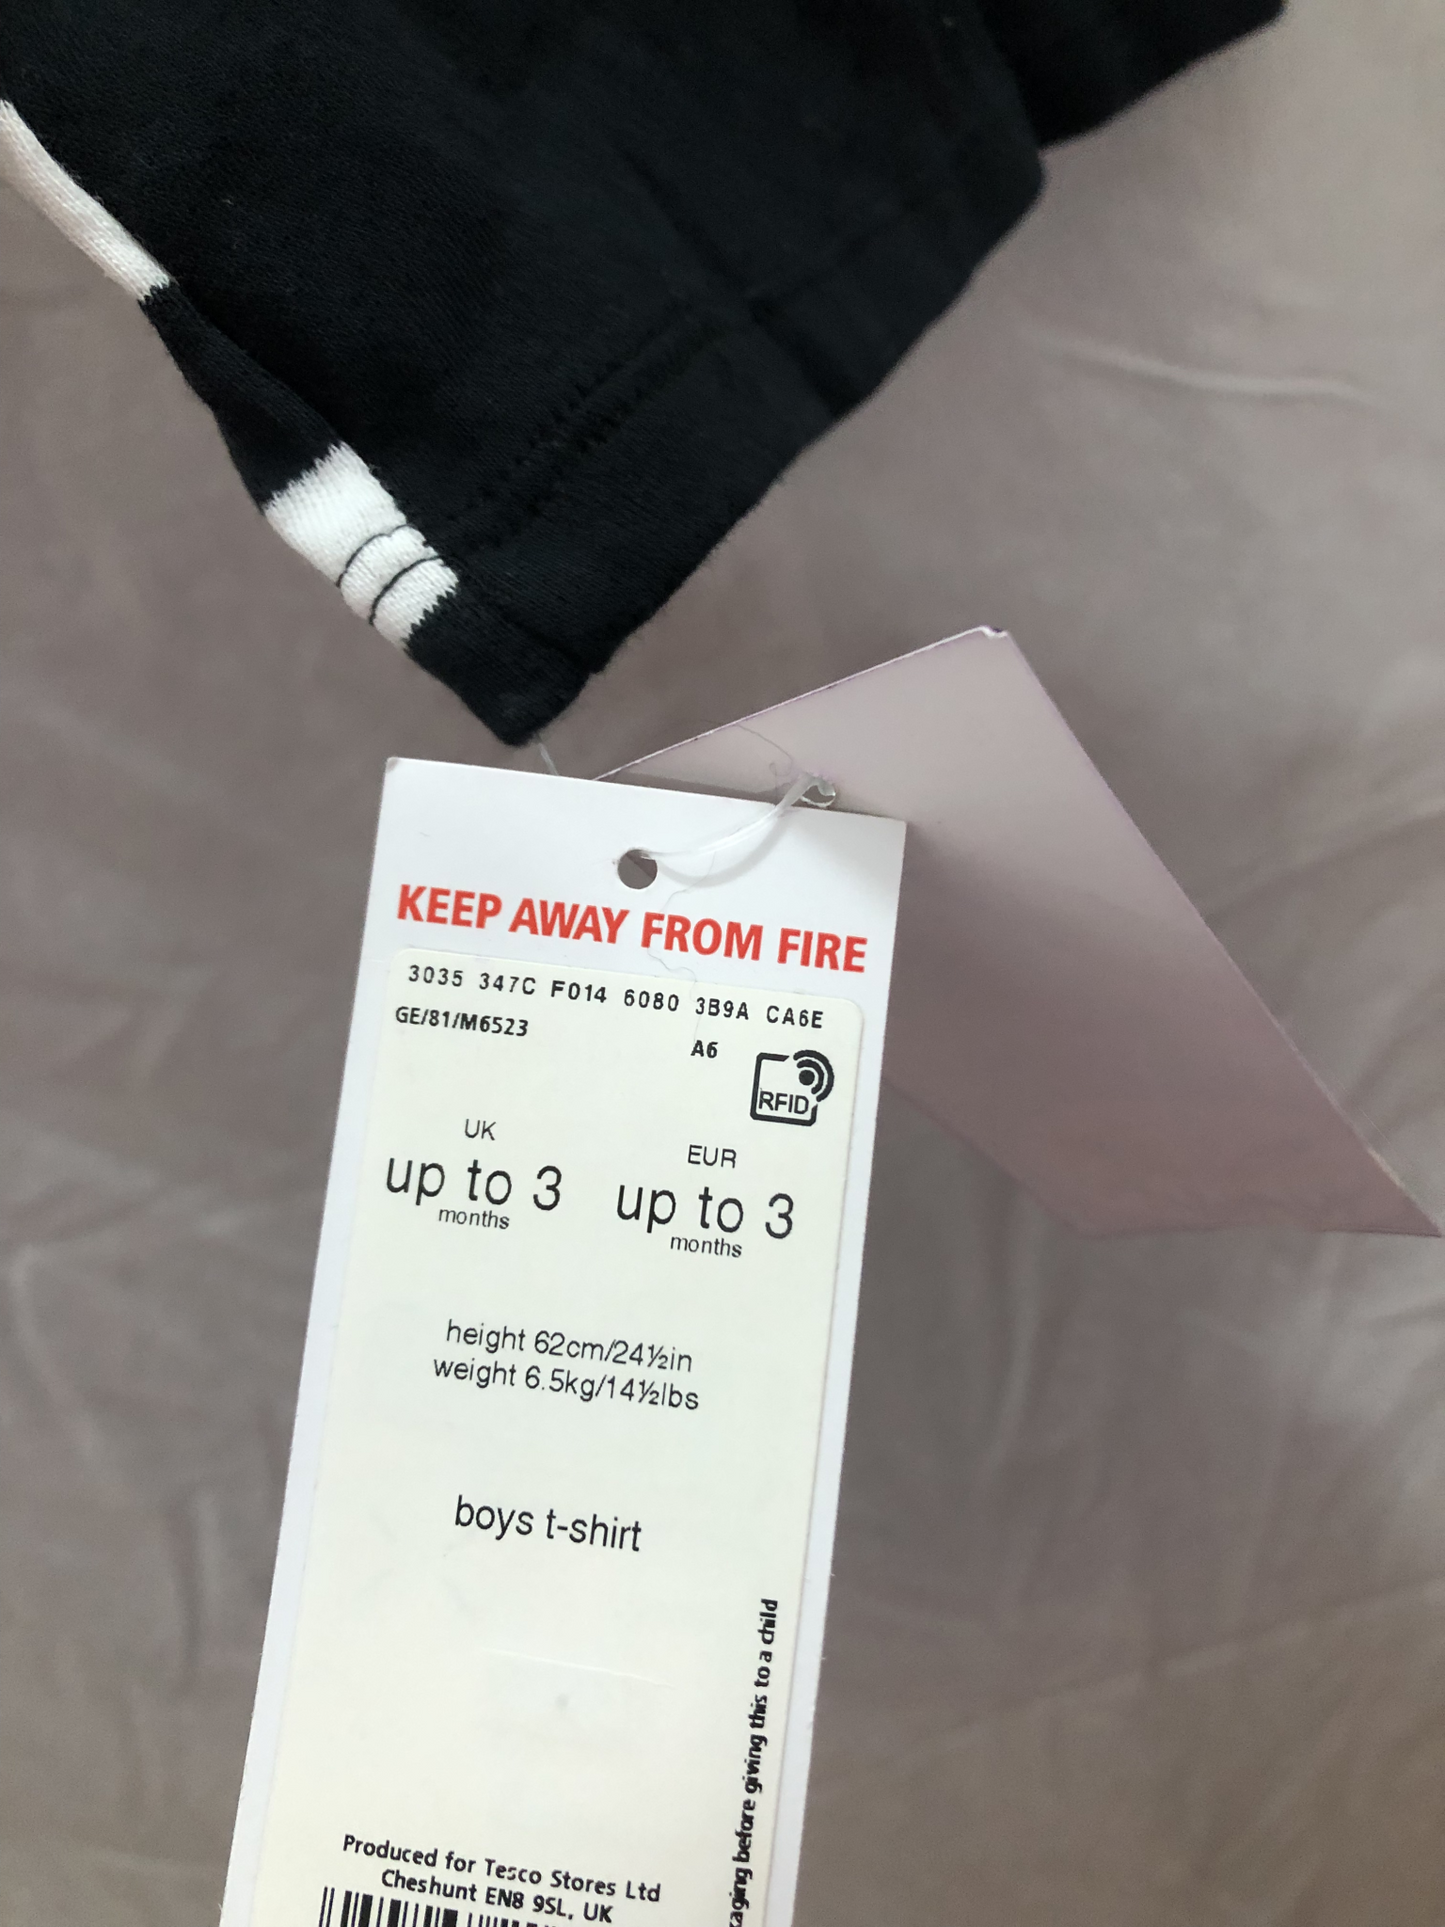 KEEP AWAY FROM FIRE
3035 347C F014 6080 3B9A CA6E
GE/81/M6523
A6
RFID
UK
up to 3
months
EUR
up to 3
months
height 62cm/24½in
weight 6.5kg/14½lbs
boys t-shirt
before giving this to a child
Produced for Tesco Stores Ltd
Cheshunt EN8 9SL, UK